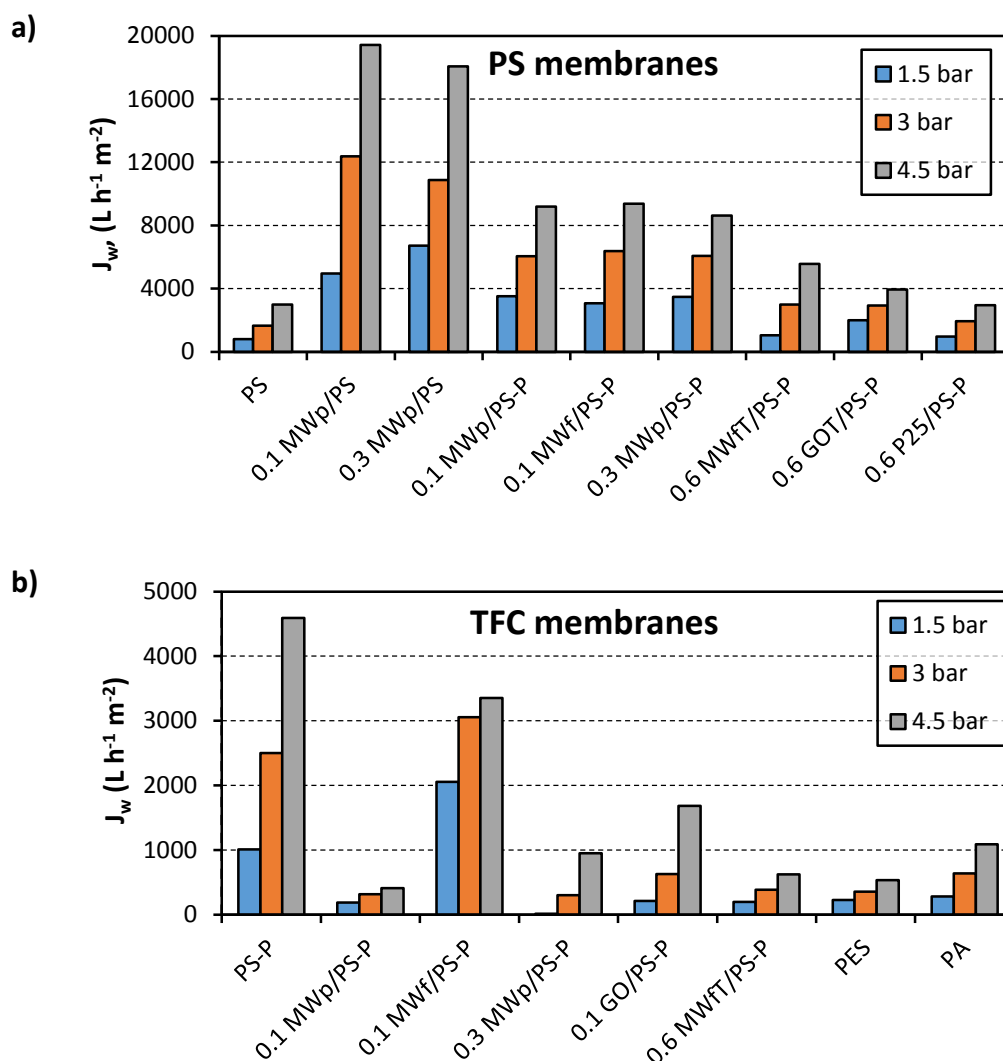 a)
PS membranes
J_w, (L h⁻¹ m⁻²)
20000
16000
12000
8000
4000
0
1.5 bar
3 bar
4.5 bar
PS
0.1 MWp/PS
0.3 MWp/PS
0.1 MWp/PS-P
0.1 MWf/PS-P
0.3 MWp/PS-P
0.6 MWfT/PS-P
0.6 GOT/PS-P
0.6 P25/PS-P
b)
TFC membranes
J_w (L h⁻¹ m⁻²)
5000
4000
3000
2000
1000
0
1.5 bar
3 bar
4.5 bar
PS-P
0.1 MWp/PS-P
0.1 MWf/PS-P
0.3 MWp/PS-P
0.1 GO/PS-P
0.6 MWfT/PS-P
PES
PA